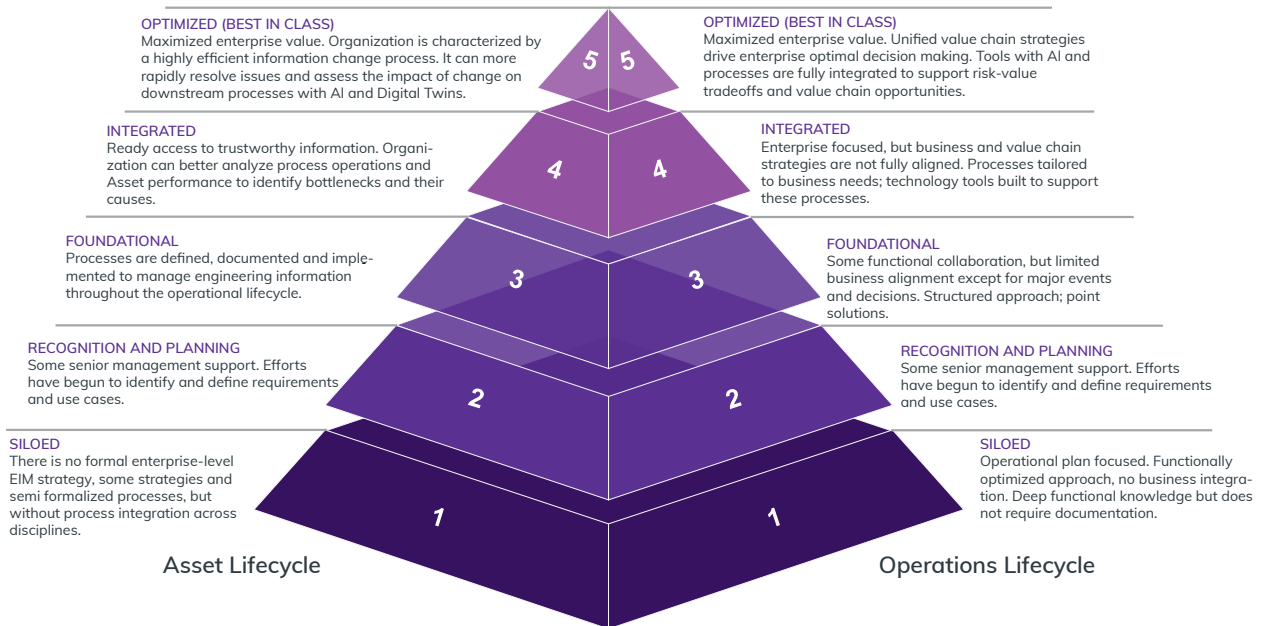 OPTIMIZED (BEST IN CLASS)
Maximized enterprise value. Organization is characterized by
a highly efficient information change process. It can more
rapidly resolve issues and assess the impact of change on
downstream processes with AI and Digital Twins.
OPTIMIZED (BEST IN CLASS)
Maximized enterprise value. Unified value chain strategies
drive enterprise optimal decision making. Tools with AI and
processes are fully integrated to support risk-value
tradeoffs and value chain opportunities.
5 5
INTEGRATED
Ready access to trustworthy information. Organi-
zation can better analyze process operations and
Asset performance to identify bottlenecks and their
causes.
INTEGRATED
Enterprise focused, but business and value chain
strategies are not fully aligned. Processes tailored
to business needs; technology tools built to support
these processes.
4 4
FOUNDATIONAL
Processes are defined, documented and imple-
mented to manage engineering information
throughout the operational lifecycle.
FOUNDATIONAL
Some functional collaboration, but limited
business alignment except for major events
and decisions. Structured approach; point
solutions.
3 3
RECOGNITION AND PLANNING
Some senior management support. Efforts
have begun to identify and define requirements
and use cases.
RECOGNITION AND PLANNING
Some senior management support. Efforts
have begun to identify and define requirements
and use cases.
2 2
SILOED
There is no formal enterprise-level
EIM strategy, some strategies and
semi formalized processes, but
without process integration across
disciplines.
SILOED
Operational plan focused. Functionally
optimized approach, no business integra-
tion. Deep functional knowledge but does
not require documentation.
1 1
Asset Lifecycle
Operations Lifecycle